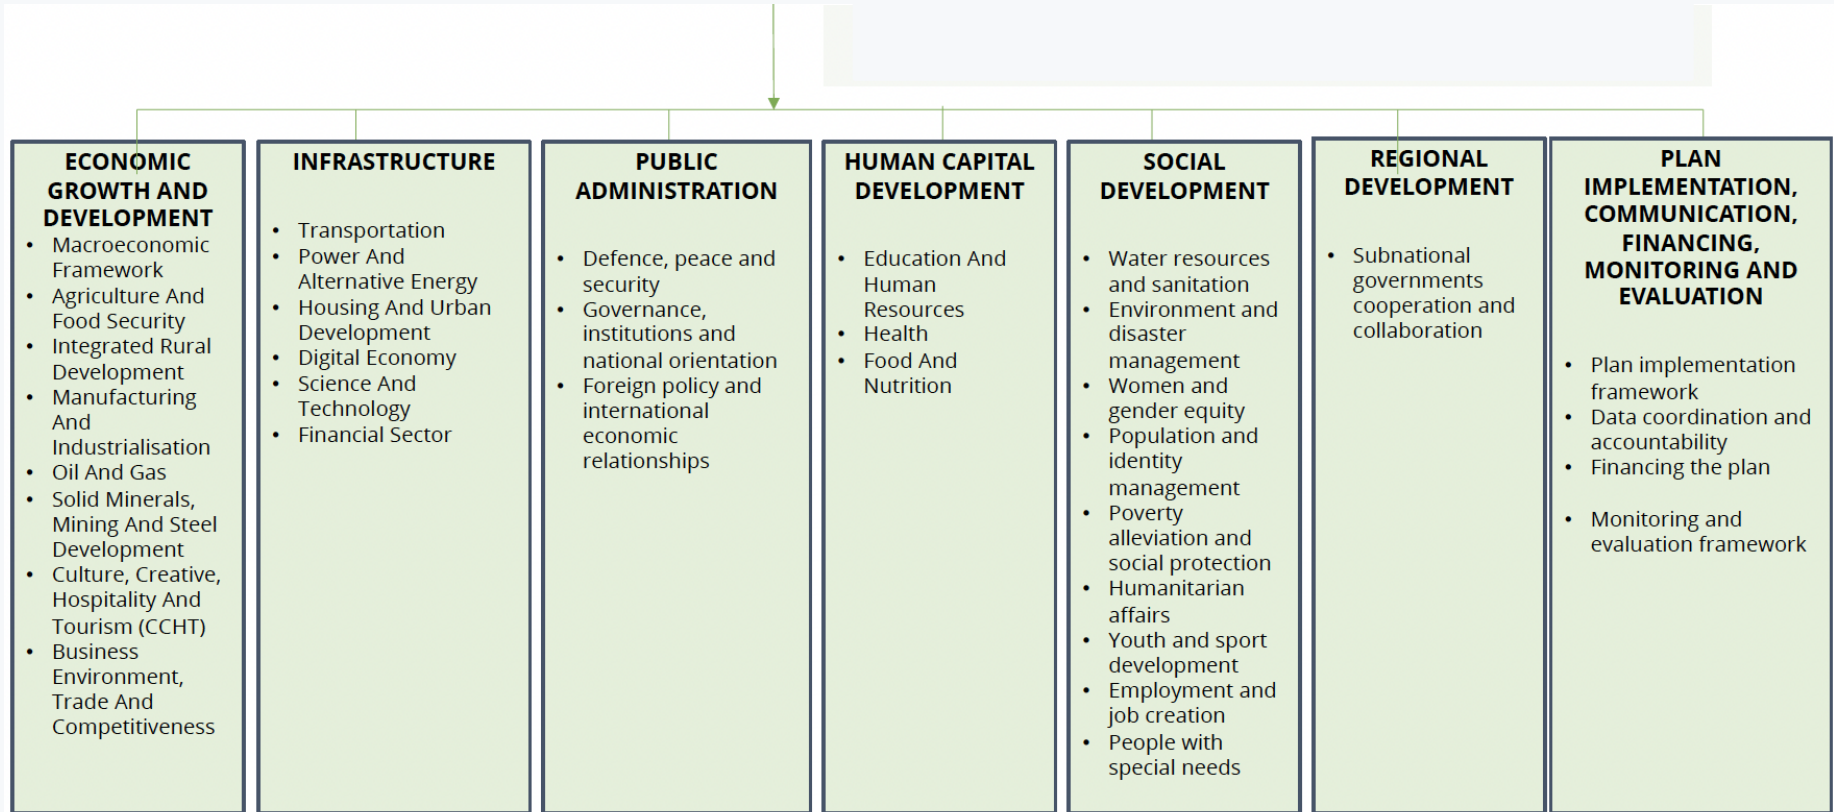 ECONOMIC
GROWTH AND
DEVELOPMENT
• Macroeconomic
Framework
• Agriculture And
Food Security
• Integrated Rural
Development
• Manufacturing
And
Industrialisation
• Oil And Gas
• Solid Minerals,
Mining And Steel
Development
• Culture, Creative,
Hospitality And
Tourism (CCHT)
• Business
Environment,
Trade And
Competitiveness
INFRASTRUCTURE
• Transportation
• Power And
Alternative Energy
• Housing And Urban
Development
• Digital Economy
• Science And
Technology
• Financial Sector
PUBLIC
ADMINISTRATION
• Defence, peace and
security
• Governance,
institutions and
national orientation
• Foreign policy and
international
economic
relationships
HUMAN CAPITAL
DEVELOPMENT
• Education And
Human
Resources
• Health
• Food And
Nutrition
SOCIAL
DEVELOPMENT
• Water resources
and sanitation
• Environment and
disaster
management
• Women and
gender equity
• Population and
identity
management
• Poverty
alleviation and
social protection
• Humanitarian
affairs
• Youth and sport
development
• Employment and
job creation
• People with
special needs
REGIONAL
DEVELOPMENT
• Subnational
governments
cooperation and
collaboration
PLAN
IMPLEMENTATION,
COMMUNICATION,
FINANCING,
MONITORING AND
EVALUATION
• Plan implementation
framework
• Data coordination and
accountability
• Financing the plan
• Monitoring and
evaluation framework